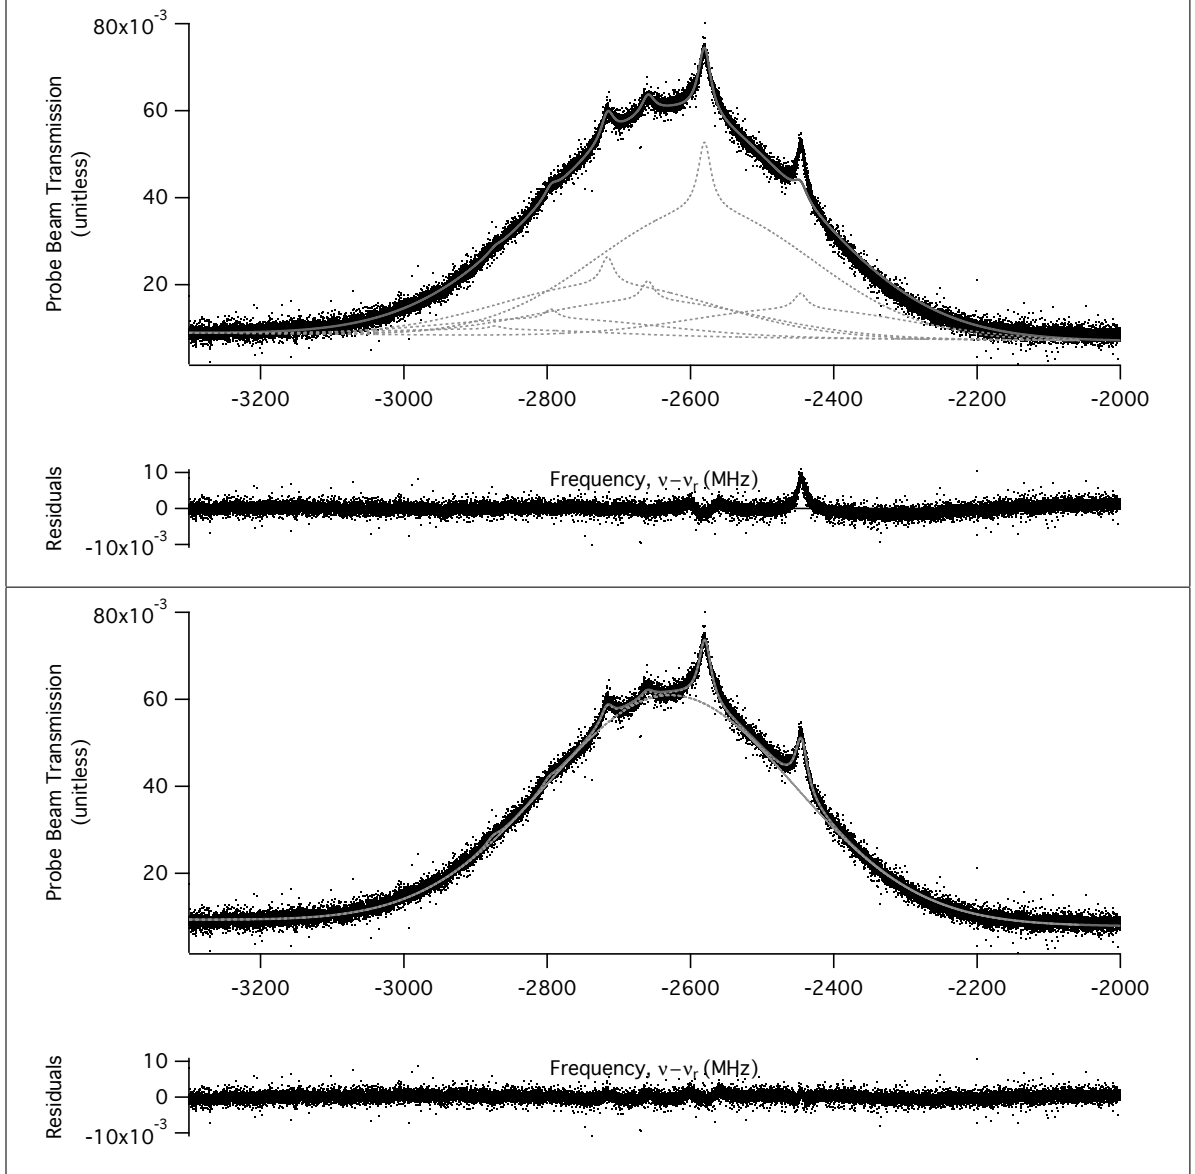 80x10-3
60
40
20
Probe Beam Transmission
(unitless)
-3200 -3000 -2800 -2600 -2400 -2200 -2000
Frequency, ν−νr (MHz)
10
0
-10x10-3
Residuals
80x10-3
60
40
20
Probe Beam Transmission
(unitless)
-3200 -3000 -2800 -2600 -2400 -2200 -2000
Frequency, ν−νr (MHz)
10
0
-10x10-3
Residuals